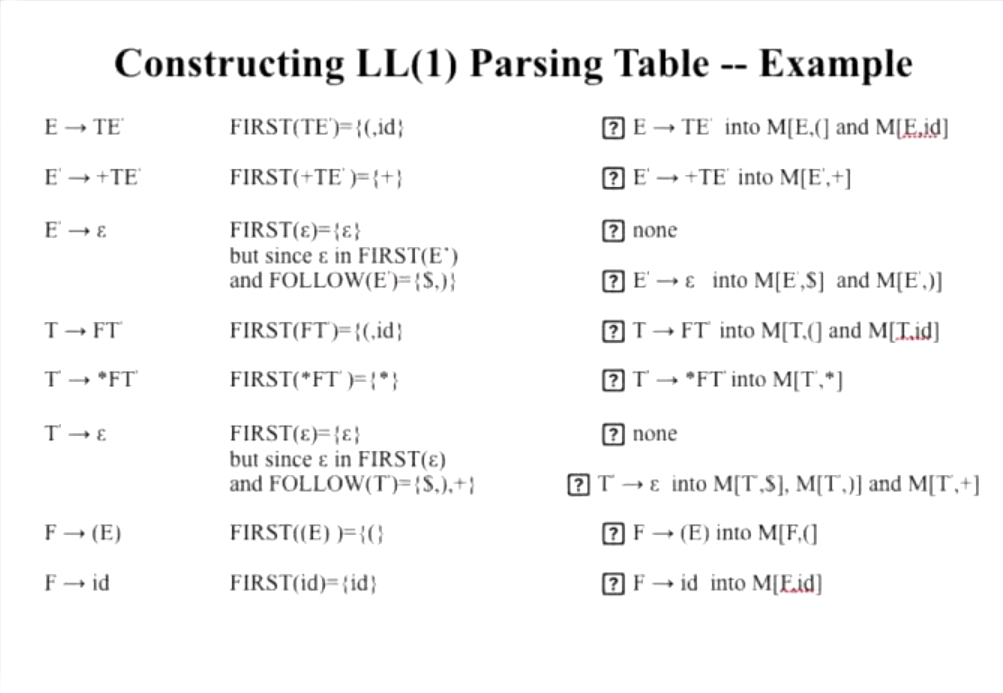 Constructing LL(1) Parsing Table -- Example
E → TE' FIRST(TE')={(,id} ? E → TE' into M[E,(] and M[E,id]
E' → +TE' FIRST(+TE' )={+} ? E' → +TE' into M[E',+]
E' → ε FIRST(ε)={ε} ? none
but since ε in FIRST(E')
and FOLLOW(E')={$,)} ? E' → ε into M[E',$] and M[E',)]
T → FT' FIRST(FT')={(,id} ? T → FT' into M[T,(] and M[T,id]
T' → *FT' FIRST(*FT' )={*} ? T' → *FT' into M[T',*]
T' → ε FIRST(ε)={ε} ? none
but since ε in FIRST(ε)
and FOLLOW(T')={$,),+} ? T' → ε into M[T',$], M[T',)] and M[T',+]
F → (E) FIRST((E) )={(} ? F → (E) into M[F,(]
F → id FIRST(id)={id} ? F → id into M[F,id]